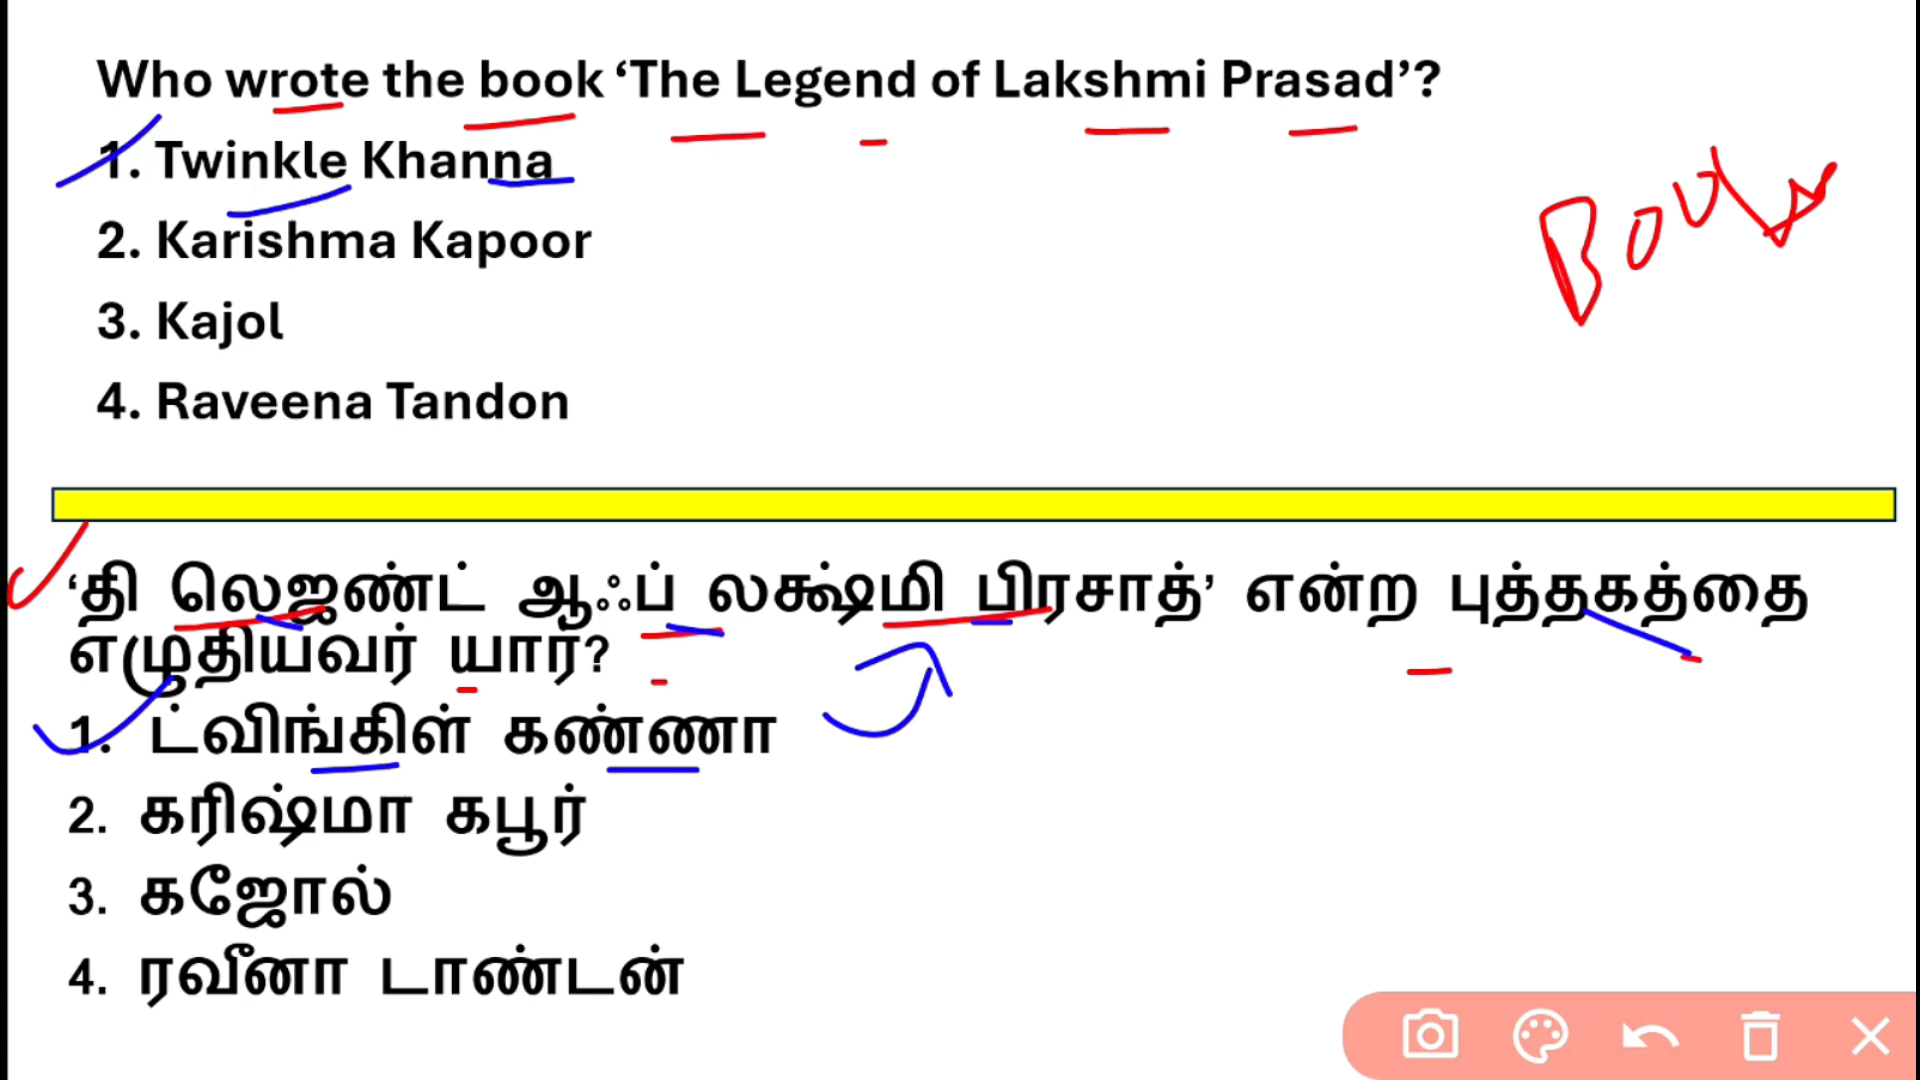 Who wrote the book ‘The Legend of Lakshmi Prasad’?
1. Twinkle Khanna
2. Karishma Kapoor
3. Kajol
4. Raveena Tandon
‘தி லெஜண்ட் ஆஃப் லக்ஷ்மி பிரசாத்’ என்ற புத்தகத்தை
எழுதியவர் யார்?
1. ட்விங்கிள் கண்ணா
2. கரிஷ்மா கபூர்
3. கஜோல்
4. ரவீனா டாண்டன்